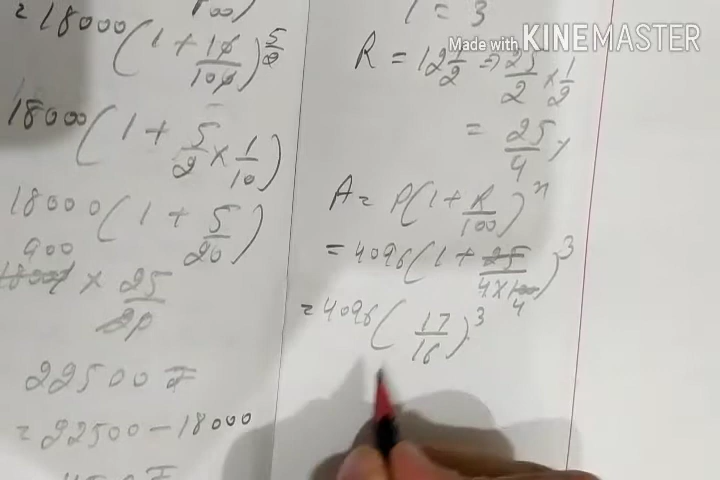 = 18000 (1 + 10/100)^5/2
18000 (1 + 5/2 × 1/10)
18000 (1 + 5/20)
900
18000 × 25/20
22500 ₹
= 22500 - 18000
Made with KINEMASTER
= 3
R = 12 1/2 ⇒ 25/2 × 1/2
= 25/4 %
A = P(1 + R/100)^n
= 4096 (1 + 25/4×100)^3
4
= 4096 (17/16)^3